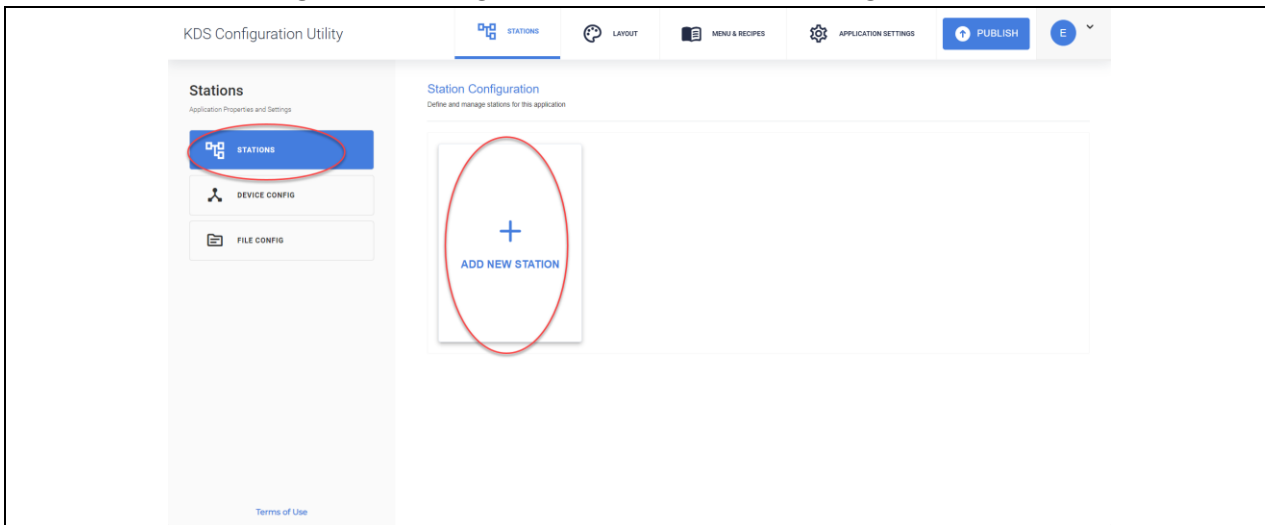 KDS Configuration Utility
STATIONS
LAYOUT
MENU & RECIPES
APPLICATION SETTINGS
PUBLISH
E
Stations
Application Properties and Settings
STATIONS
DEVICE CONFIG
FILE CONFIG
Terms of Use
Station Configuration
Define and manage stations for this application
ADD NEW STATION